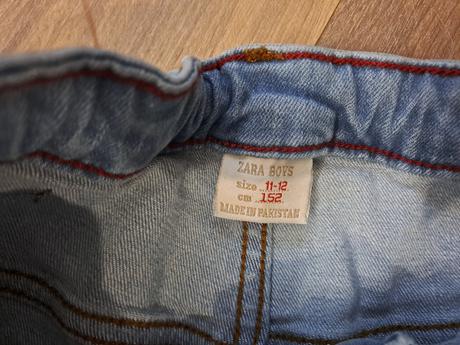 ZARA BOYS
size 11-12
cm 152
MADE IN PAKISTAN